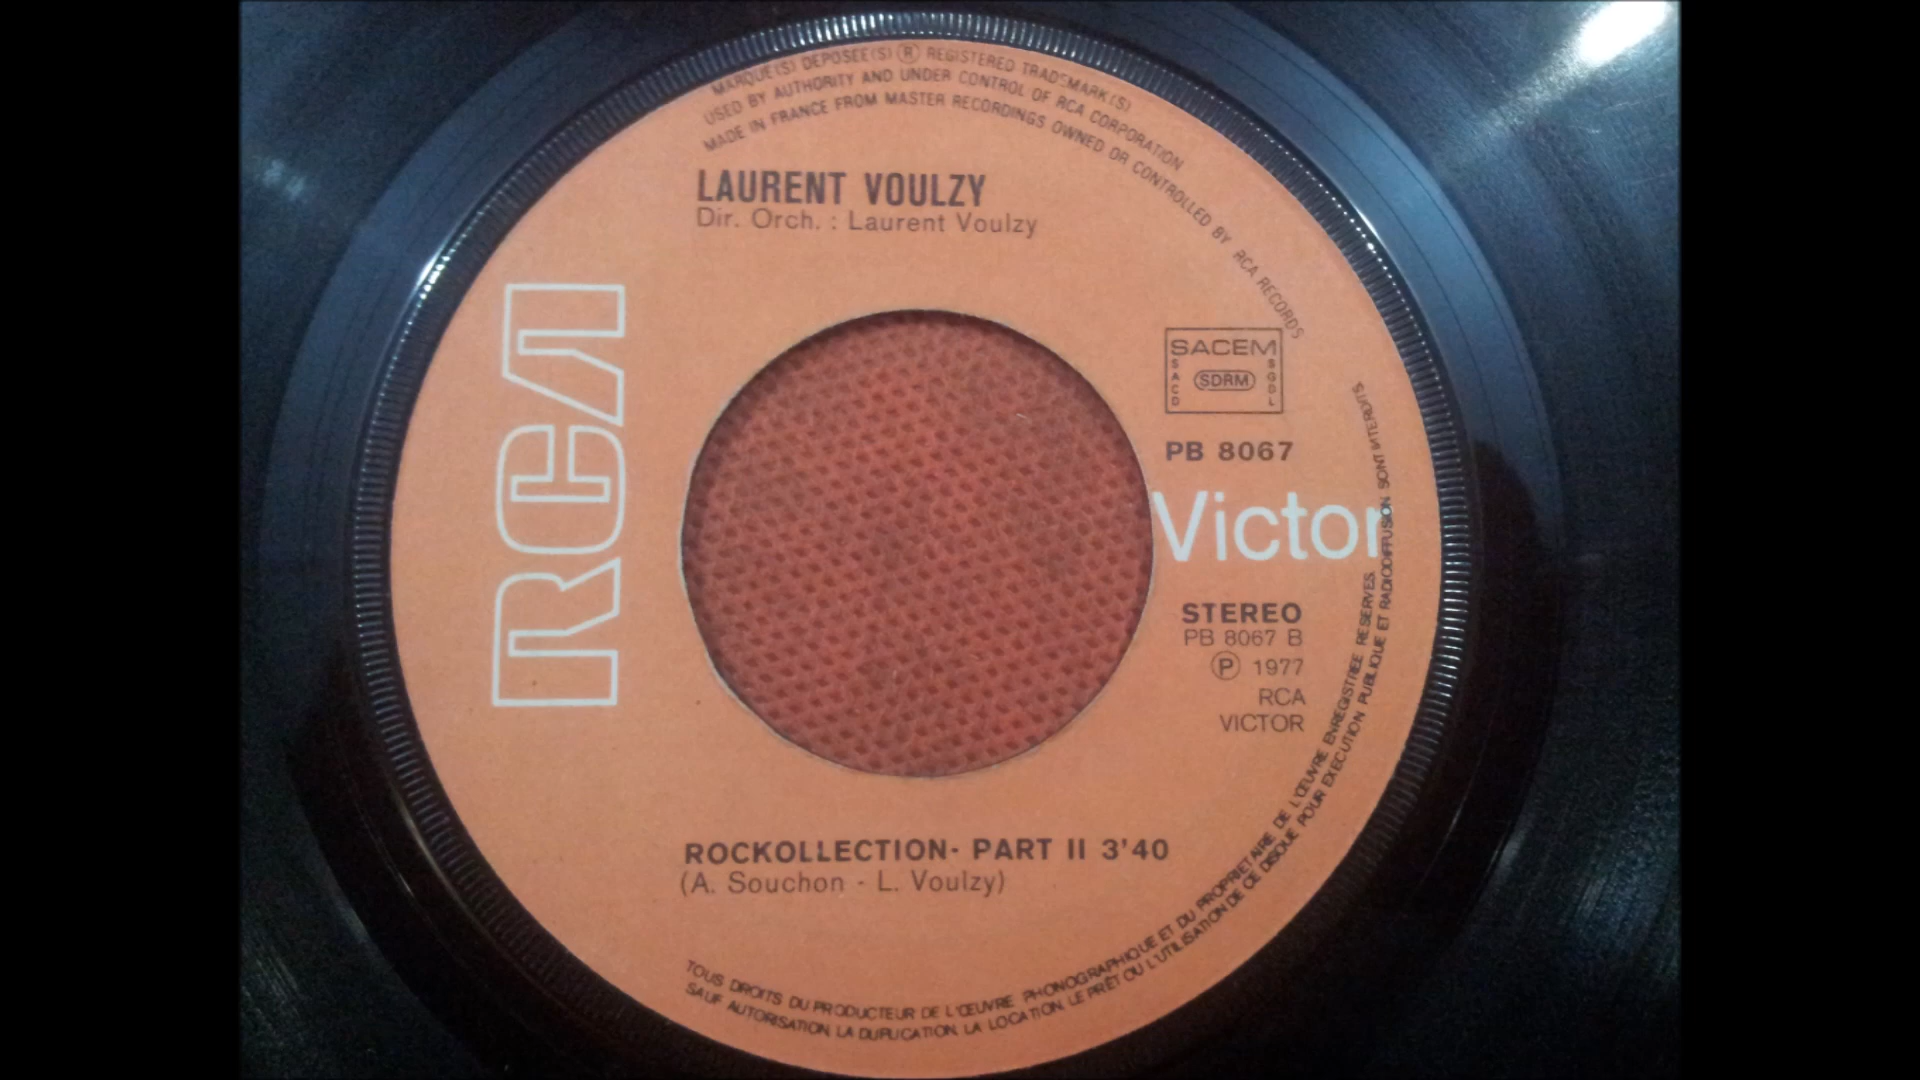 MARQUE(S) DEPOSEE(S) ® REGISTERED TRADEMARK(S)
USED BY AUTHORITY AND UNDER CONTROL OF RCA CORPORATION
MADE IN FRANCE FROM MASTER RECORDINGS OWNED OR CONTROLLED BY RCA RECORDS
LAURENT VOULZY
Dir. Orch. : Laurent Voulzy
RCA
SACEM
SACD
SDRM
SGDL
PB 8067
Victor
STEREO
PB 8067 B
Ⓟ 1977
RCA
VICTOR
ROCKOLLECTION- PART II 3'40
(A. Souchon - L. Voulzy)
TOUS DROITS DU PRODUCTEUR DE L'ŒUVRE PHONOGRAPHIQUE ET DU PROPRIETAIRE DE L'ŒUVRE ENREGISTREE RESERVES.
SAUF AUTORISATION, LA DUPLICATION, LA LOCATION, LE PRÊT OU L'UTILISATION DE CE DISQUE POUR EXECUTION PUBLIQUE ET RADIODIFFUSION SONT INTERDITS